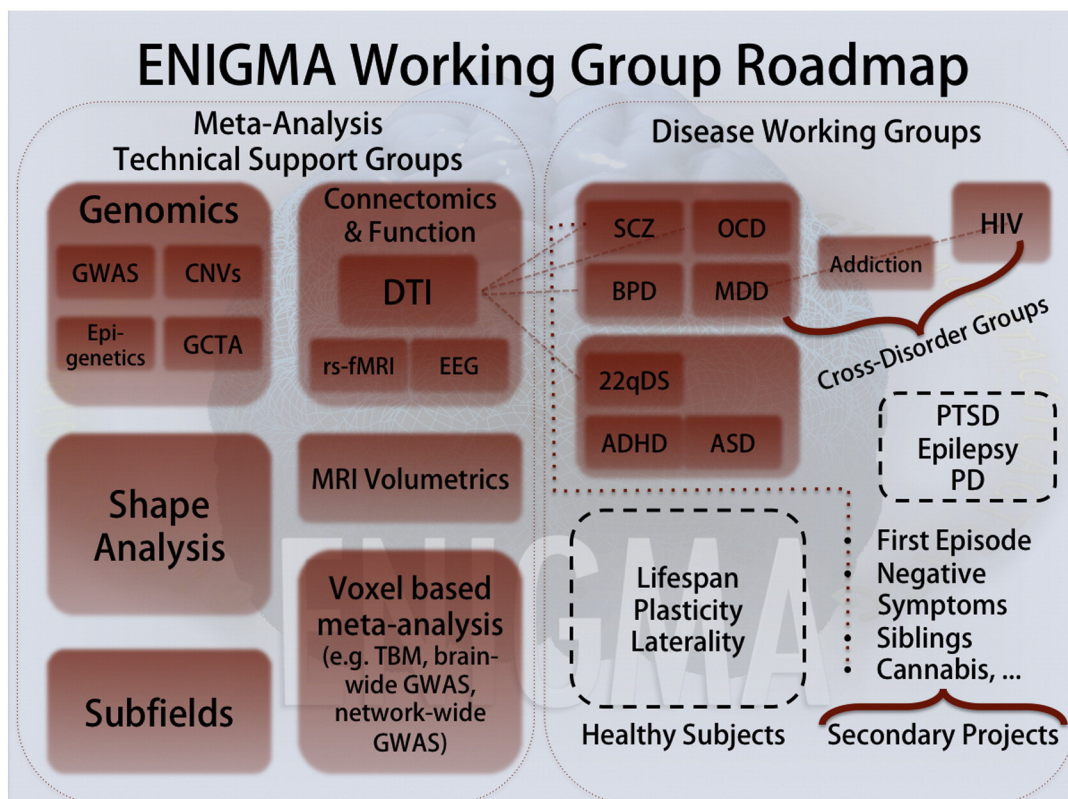 ENIGMA Working Group Roadmap
Meta-Analysis
Technical Support Groups
Genomics
GWAS
CNVs
Epi-
genetics
GCTA
Connectomics
& Function
DTI
rs-fMRI
EEG
Shape
Analysis
MRI Volumetrics
Subfields
Voxel based
meta-analysis
(e.g. TBM, brain-
wide GWAS,
network-wide
GWAS)
Disease Working Groups
SCZ
OCD
BPD
MDD
Addiction
HIV
Cross-Disorder Groups
22qDS
ADHD
ASD
PTSD
Epilepsy
PD
Lifespan
Plasticity
Laterality
Healthy Subjects
• First Episode
• Negative
Symptoms
• Siblings
• Cannabis, ...
Secondary Projects
ENIGMA